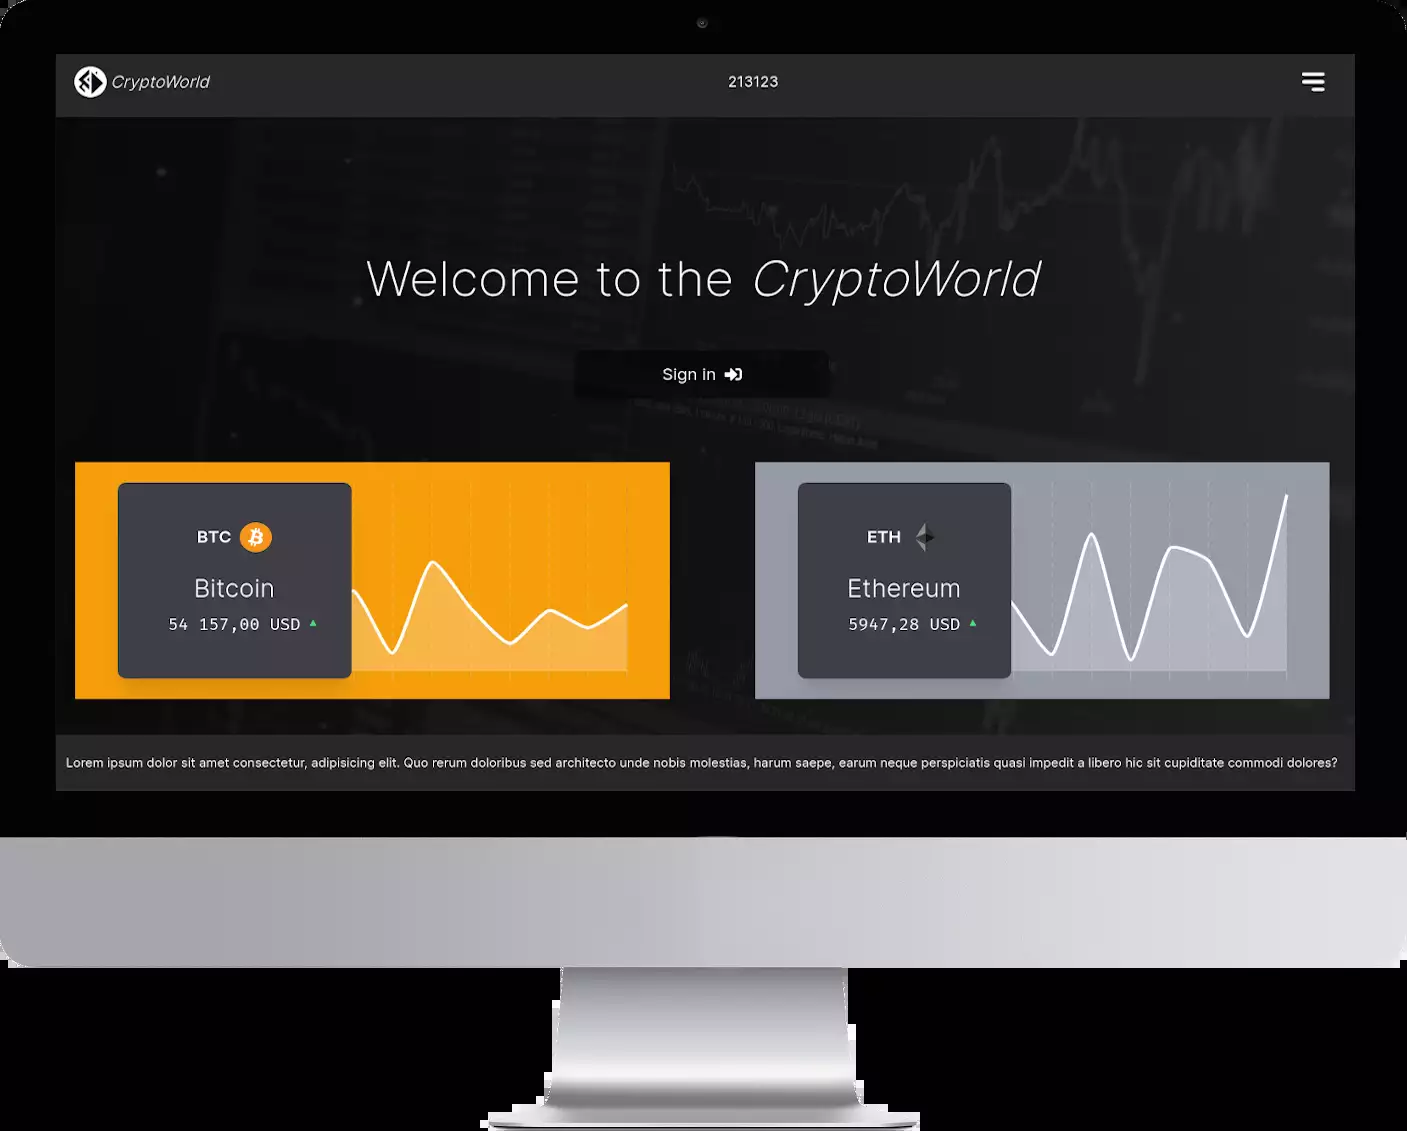 CryptoWorld
213123
Welcome to the CryptoWorld
Sign in
BTC
Bitcoin
54 157,00 USD
ETH
Ethereum
5947,28 USD
Lorem ipsum dolor sit amet consectetur, adipisicing elit. Quo rerum doloribus sed architecto unde nobis molestias, harum saepe, earum neque perspiciatis quasi impedit a libero hic sit cupiditate commodi dolores?